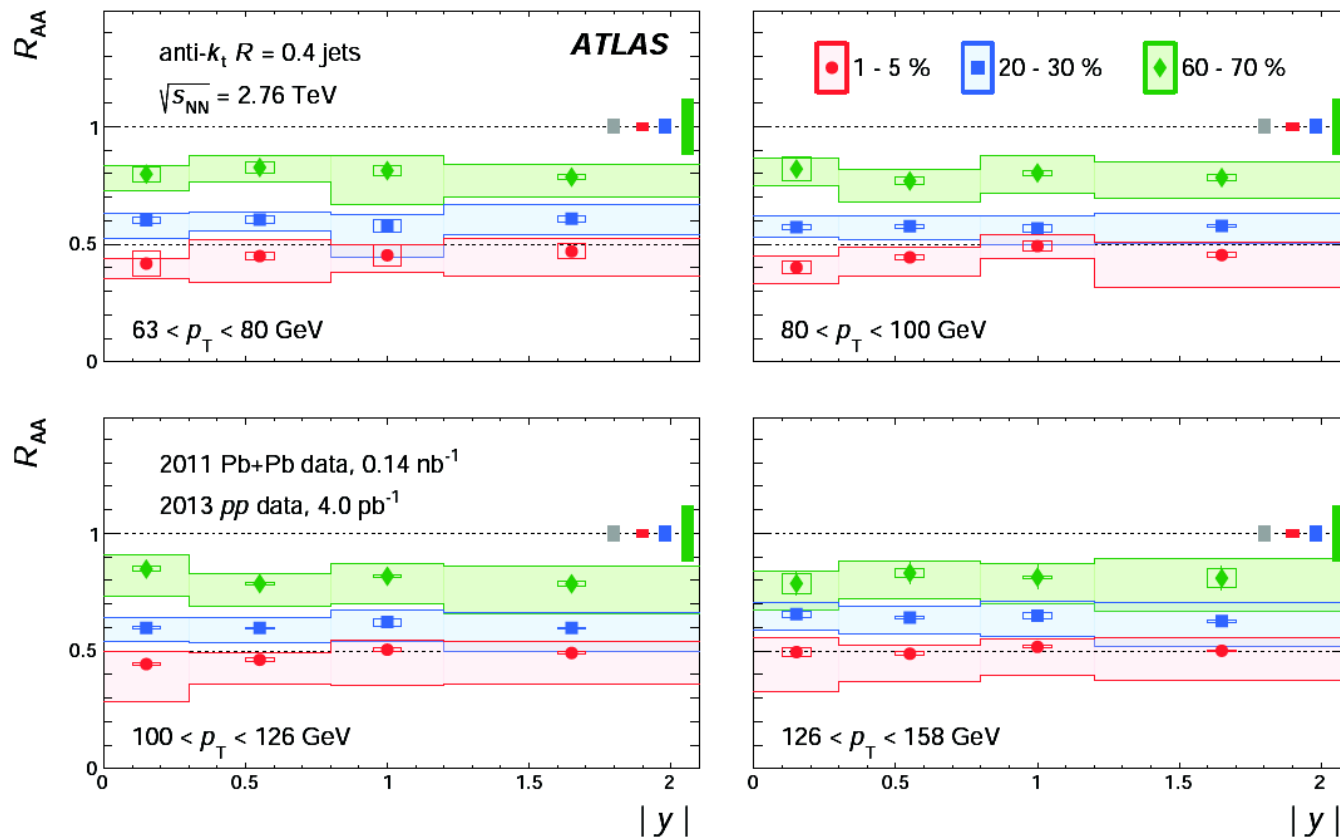 R_AA
anti-k_t R = 0.4 jets
ATLAS
√s_NN = 2.76 TeV
1
0.5
0
63 < p_T < 80 GeV
1 - 5 %
20 - 30 %
60 - 70 %
80 < p_T < 100 GeV
R_AA
2011 Pb+Pb data, 0.14 nb⁻¹
2013 pp data, 4.0 pb⁻¹
1
0.5
0
100 < p_T < 126 GeV
126 < p_T < 158 GeV
0 0.5 1 1.5 2
0 0.5 1 1.5 2
| y |
| y |